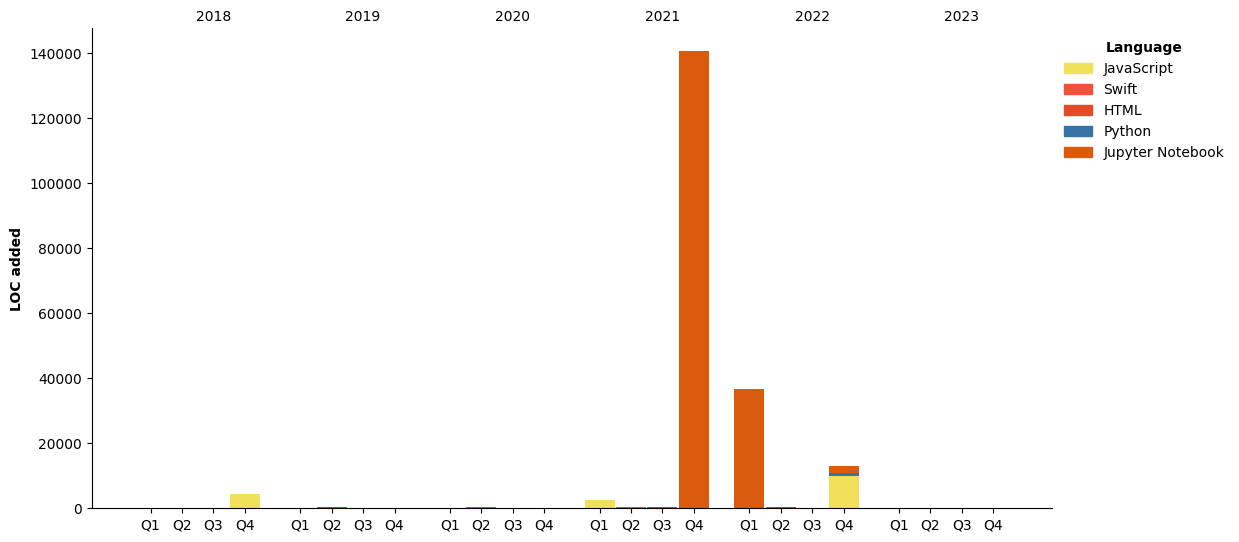 2018 2019 2020 2021 2022 2023
Language
JavaScript
Swift
HTML
Python
Jupyter Notebook
LOC added
140000
120000
100000
80000
60000
40000
20000
0
Q1 Q2 Q3 Q4 Q1 Q2 Q3 Q4 Q1 Q2 Q3 Q4 Q1 Q2 Q3 Q4 Q1 Q2 Q3 Q4 Q1 Q2 Q3 Q4